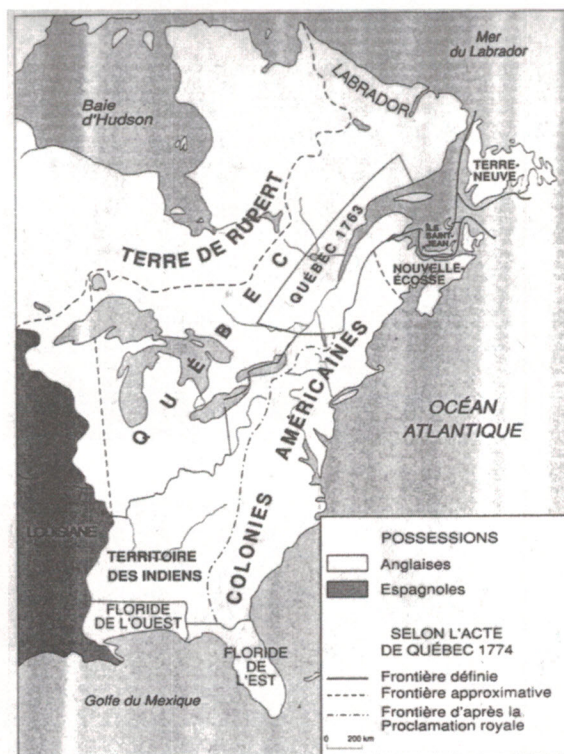 Mer
du Labrador
LABRADOR
Baie
d'Hudson
TERRE-
NEUVE
TERRE DE RUPERT
QUÉBEC 1763
ÎLE
SAINT-
JEAN
NOUVELLE-
ÉCOSSE
QUÉBEC
COLONIES AMÉRICAINES
OCÉAN
ATLANTIQUE
LOUISIANE
TERRITOIRE
DES INDIENS
FLORIDE
DE L'OUEST
FLORIDE
DE
L'EST
Golfe du Mexique
POSSESSIONS
Anglaises
Espagnoles
SELON L'ACTE
DE QUÉBEC 1774
Frontière définie
Frontière approximative
Frontière d'après la
Proclamation royale
0 200 km